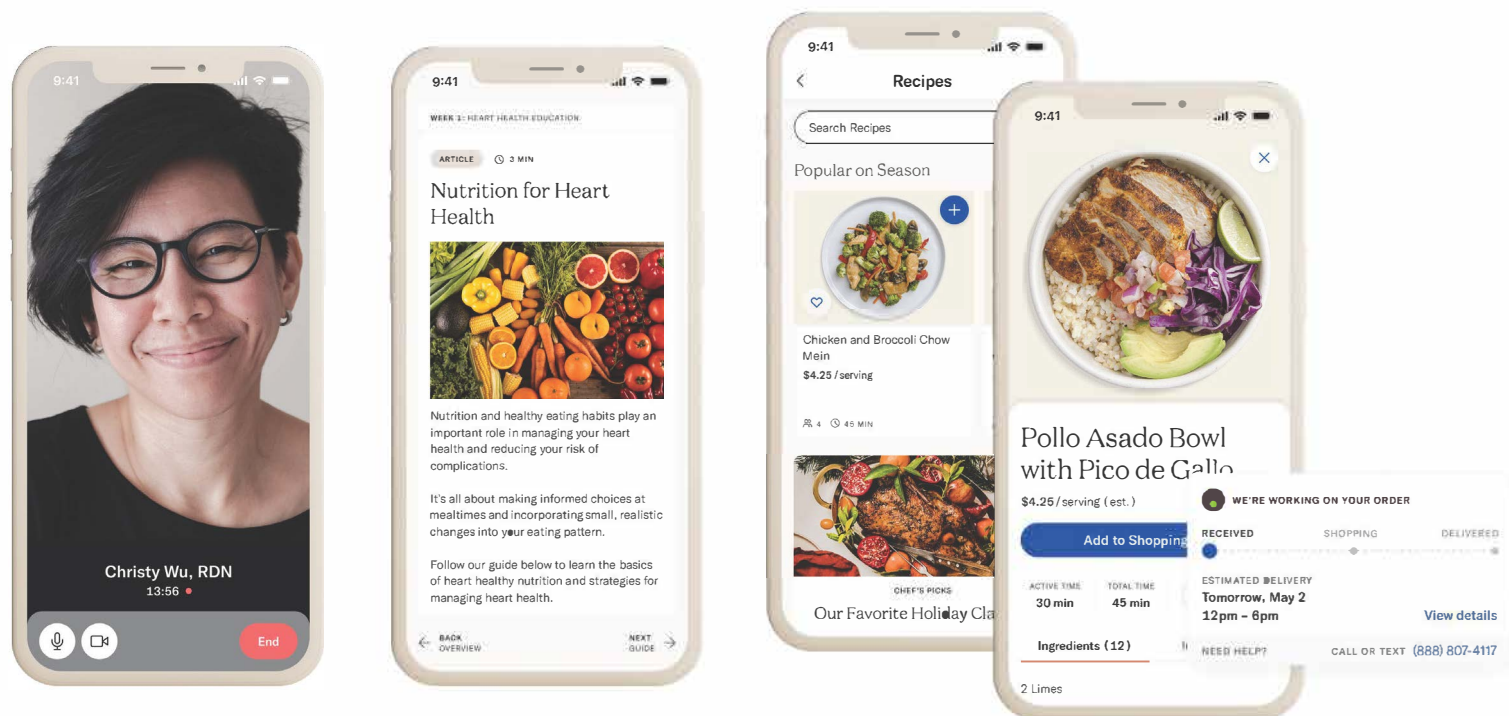 9:41
Christy Wu, RDN
13:56
End
9:41
WEEK 1: HEART HEALTH EDUCATION
ARTICLE 3 MIN
Nutrition for Heart
Health
Nutrition and healthy eating habits play an
important role in managing your heart
health and reducing your risk of
complications.
It's all about making informed choices at
mealtimes and incorporating small, realistic
changes into your eating pattern.
Follow our guide below to learn the basics
of heart healthy nutrition and strategies for
managing heart health.
BACK
OVERVIEW
NEXT
GUIDE
9:41
Recipes
Search Recipes
Popular on Season
Chicken and Broccoli Chow
Mein
$4.25 / serving
4 45 MIN
CHEF'S PICKS
Our Favorite Holiday Cla
9:41
Pollo Asado Bowl
with Pico de Gallo
$4.25 / serving (est.)
Add to Shopping
ACTIVE TIME
30 min
TOTAL TIME
45 min
Ingredients (12)
2 Limes
WE'RE WORKING ON YOUR ORDER
RECEIVED SHOPPING DELIVERED
ESTIMATED DELIVERY
Tomorrow, May 2
12pm – 6pm
View details
NEED HELP? CALL OR TEXT (888) 807-4117